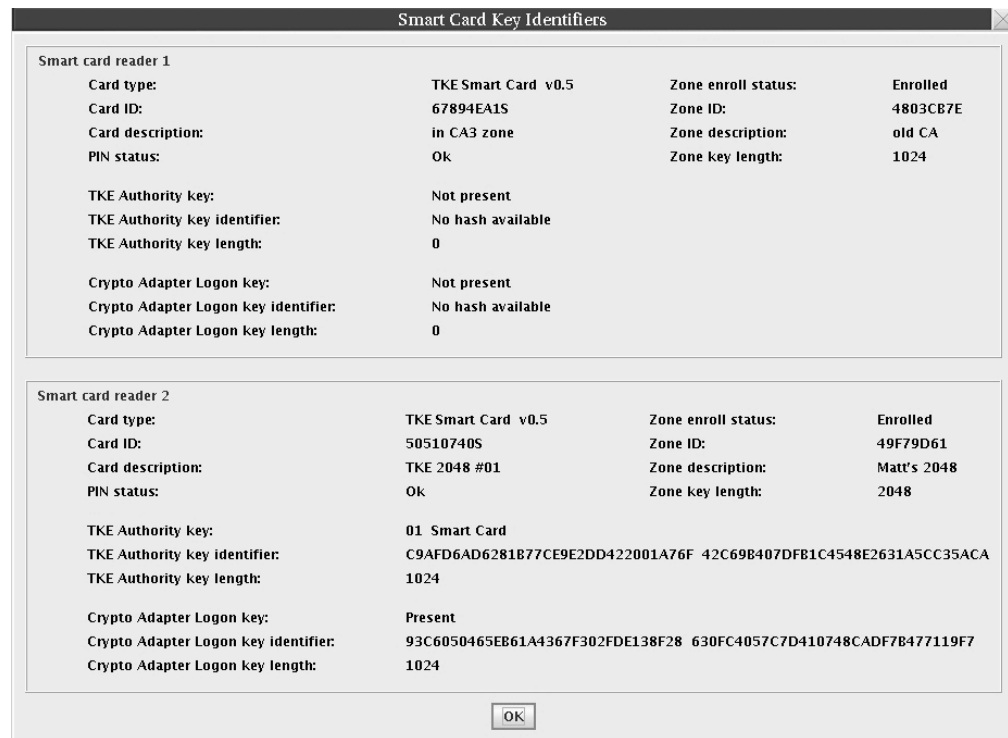 Smart Card Key Identifiers
Smart card reader 1
Card type: TKE Smart Card v0.5 Zone enroll status: Enrolled
Card ID: 67894EA1S Zone ID: 4803CB7E
Card description: in CA3 zone Zone description: old CA
PIN status: Ok Zone key length: 1024
TKE Authority key: Not present
TKE Authority key identifier: No hash available
TKE Authority key length: 0
Crypto Adapter Logon key: Not present
Crypto Adapter Logon key identifier: No hash available
Crypto Adapter Logon key length: 0
Smart card reader 2
Card type: TKE Smart Card v0.5 Zone enroll status: Enrolled
Card ID: 50510740S Zone ID: 49F79D61
Card description: TKE 2048 #01 Zone description: Matt's 2048
PIN status: Ok Zone key length: 2048
TKE Authority key: 01 Smart Card
TKE Authority key identifier: C9AFD6AD6281B77CE9E2DD422001A76F 42C69B407DFB1C4548E2631A5CC35ACA
TKE Authority key length: 1024
Crypto Adapter Logon key: Present
Crypto Adapter Logon key identifier: 93C6050465EB61A4367F302FDE138F28 630FC4057C7D410748CADF7B477119F7
Crypto Adapter Logon key length: 1024
OK